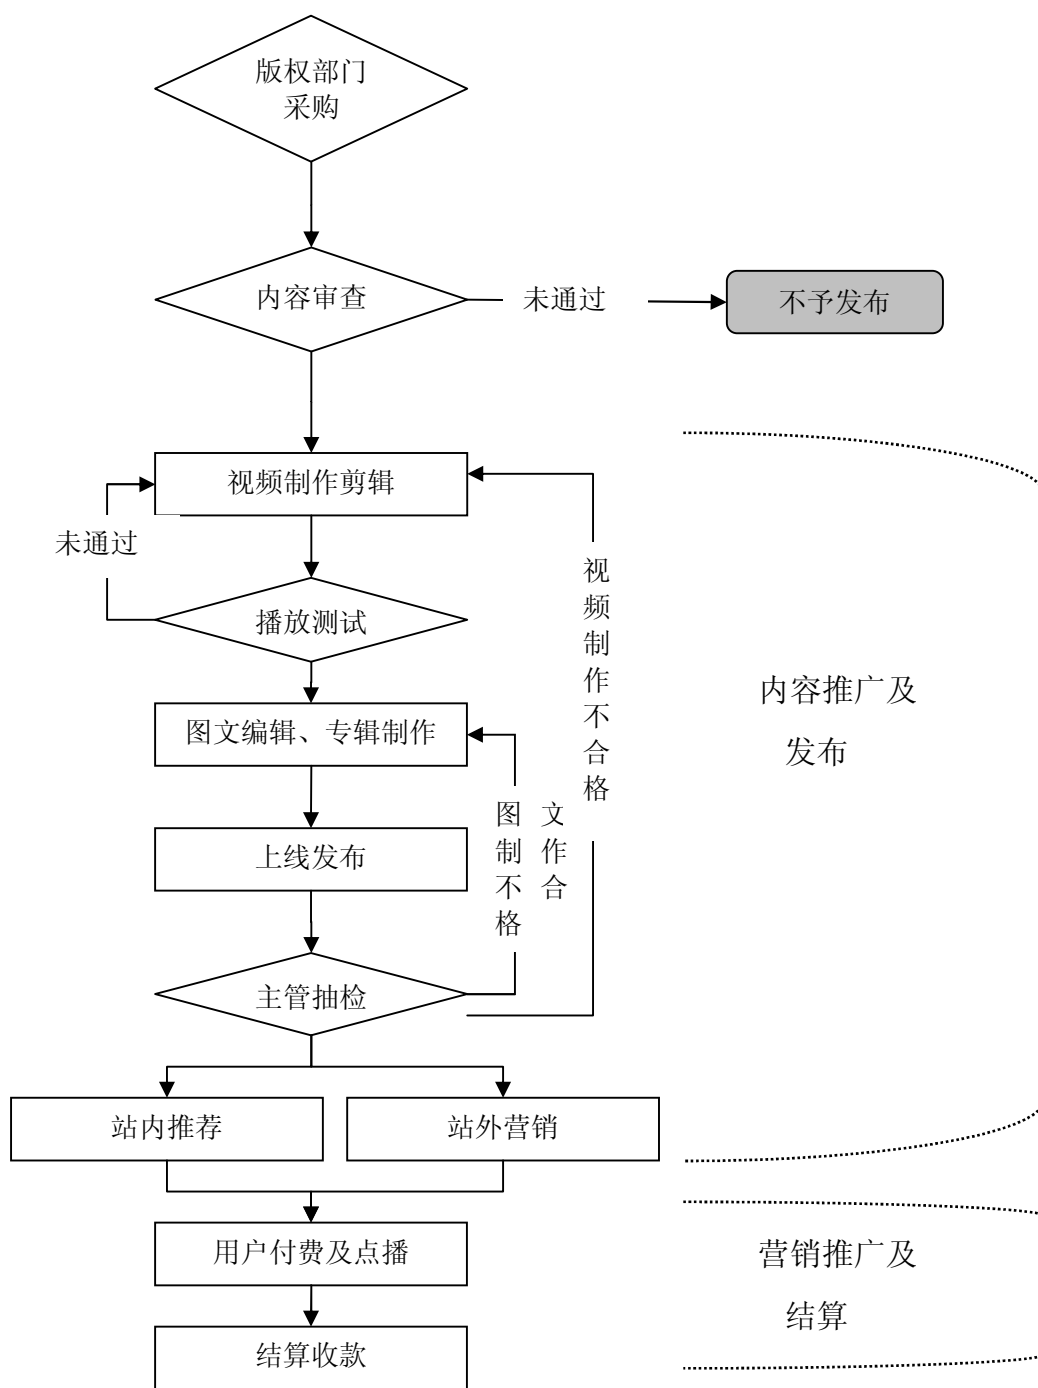 版权部门
采购
内容审查
未通过
不予发布
视频制作剪辑
未通过
播放测试
视频制作不合格
内容推广及
发布
图文编辑、专辑制作
图文
制作
不合
格
上线发布
主管抽检
站内推荐
站外营销
用户付费及点播
营销推广及
结算
结算收款